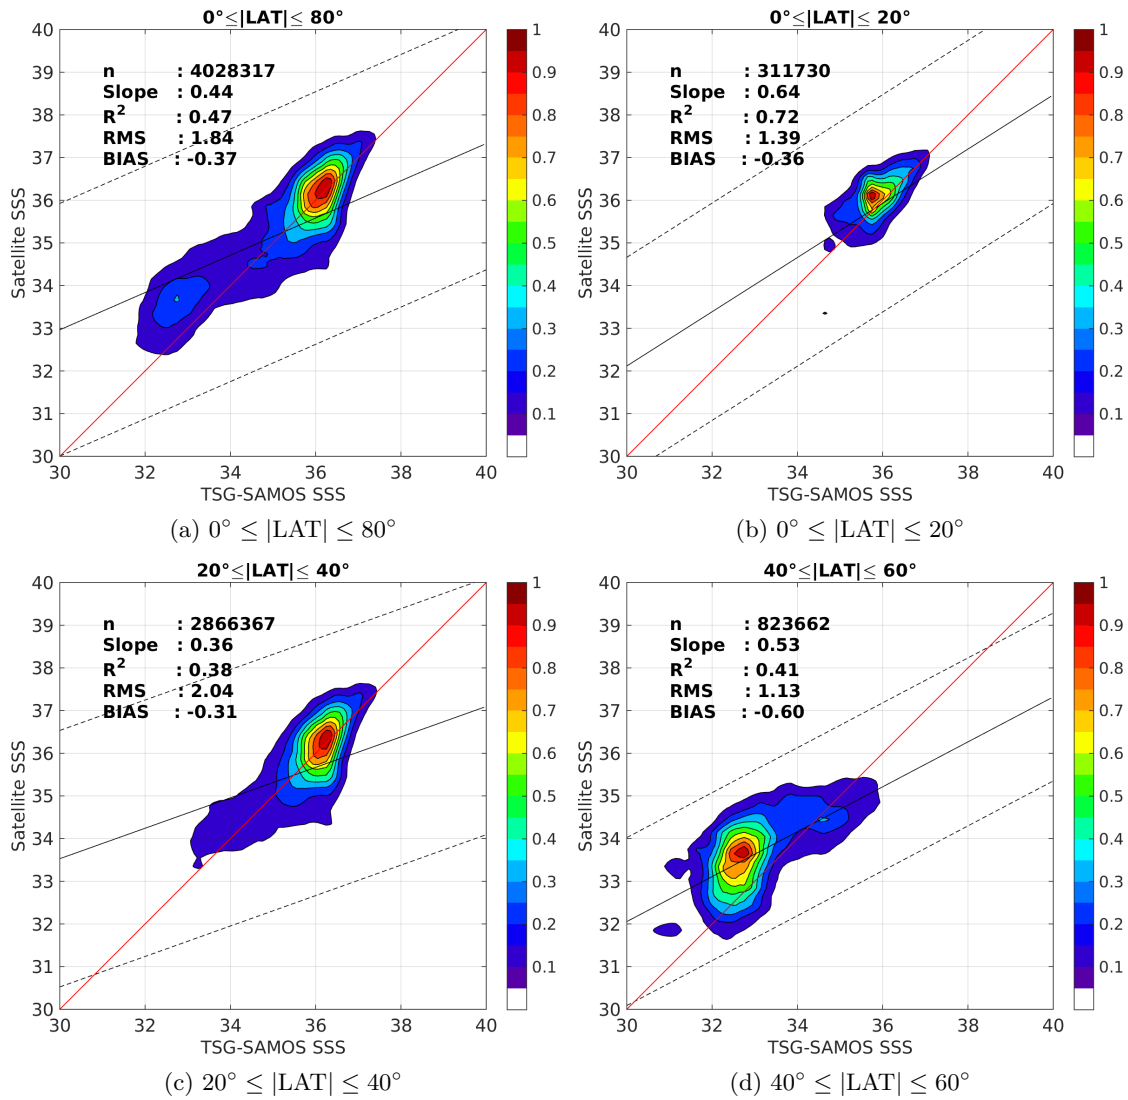 0°≤|LAT|≤ 80°
n : 4028317
Slope : 0.44
R2 : 0.47
RMS : 1.84
BIAS : -0.37
40
39
38
37
36
35
34
33
32
31
30
30 32 34 36 38 40
Satellite SSS
TSG-SAMOS SSS
1
0.9
0.8
0.7
0.6
0.5
0.4
0.3
0.2
0.1
(a) 0° ≤ |LAT| ≤ 80°
0°≤|LAT|≤ 20°
n : 311730
Slope : 0.64
R2 : 0.72
RMS : 1.39
BIAS : -0.36
40
39
38
37
36
35
34
33
32
31
30
30 32 34 36 38 40
Satellite SSS
TSG-SAMOS SSS
1
0.9
0.8
0.7
0.6
0.5
0.4
0.3
0.2
0.1
(b) 0° ≤ |LAT| ≤ 20°
20°≤|LAT|≤ 40°
n : 2866367
Slope : 0.36
R2 : 0.38
RMS : 2.04
BIAS : -0.31
40
39
38
37
36
35
34
33
32
31
30
30 32 34 36 38 40
Satellite SSS
TSG-SAMOS SSS
1
0.9
0.8
0.7
0.6
0.5
0.4
0.3
0.2
0.1
(c) 20° ≤ |LAT| ≤ 40°
40°≤|LAT|≤ 60°
n : 823662
Slope : 0.53
R2 : 0.41
RMS : 1.13
BIAS : -0.60
40
39
38
37
36
35
34
33
32
31
30
30 32 34 36 38 40
Satellite SSS
TSG-SAMOS SSS
1
0.9
0.8
0.7
0.6
0.5
0.4
0.3
0.2
0.1
(d) 40° ≤ |LAT| ≤ 60°